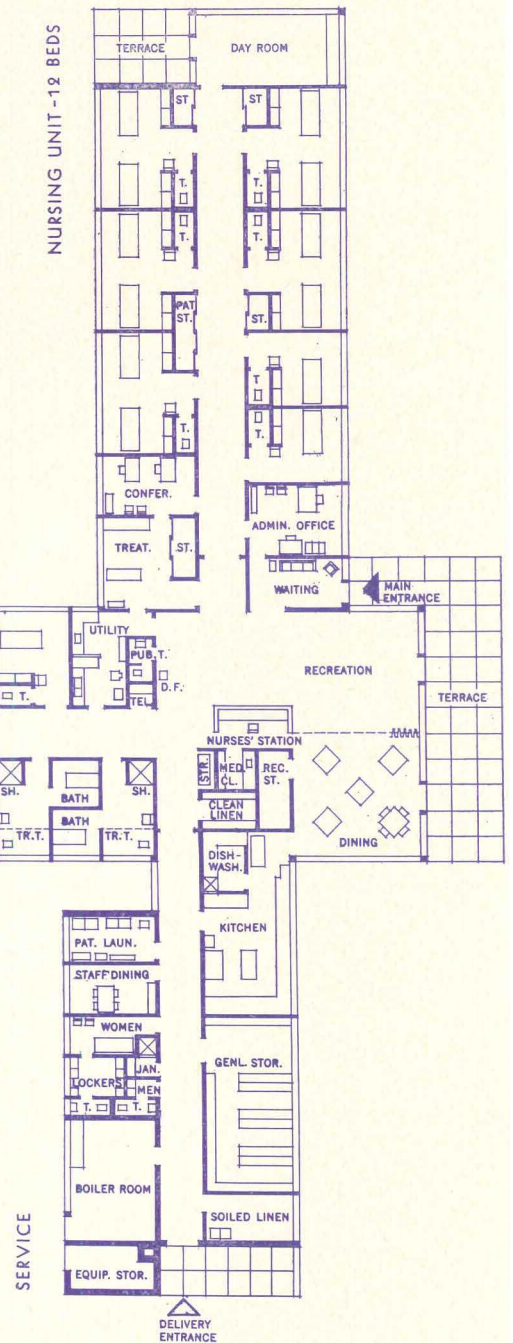 NURSING UNIT-12 BEDS
TERRACE
DAY ROOM
ST
ST
T.
T.
T.
T.
PAT
ST.
ST.
T
T.
T.
CONFER.
ADMIN. OFFICE
TREAT.
ST.
WAITING
MAIN
ENTRANCE
UTILITY
PUB.T.
T.
D.F.
TEL
RECREATION
TERRACE
NURSES' STATION
STR.
MED.
CL.
REC.
ST.
SH.
BATH
SH.
CLEAN
LINEN
TR.T.
BATH
TR.T.
DINING
DISH-
WASH.
KITCHEN
PAT. LAUN.
STAFF DINING
WOMEN
JAN.
LOCKERS
MEN
T.
T.
GENL. STOR.
BOILER ROOM
SOILED LINEN
SERVICE
EQUIP. STOR.
DELIVERY
ENTRANCE